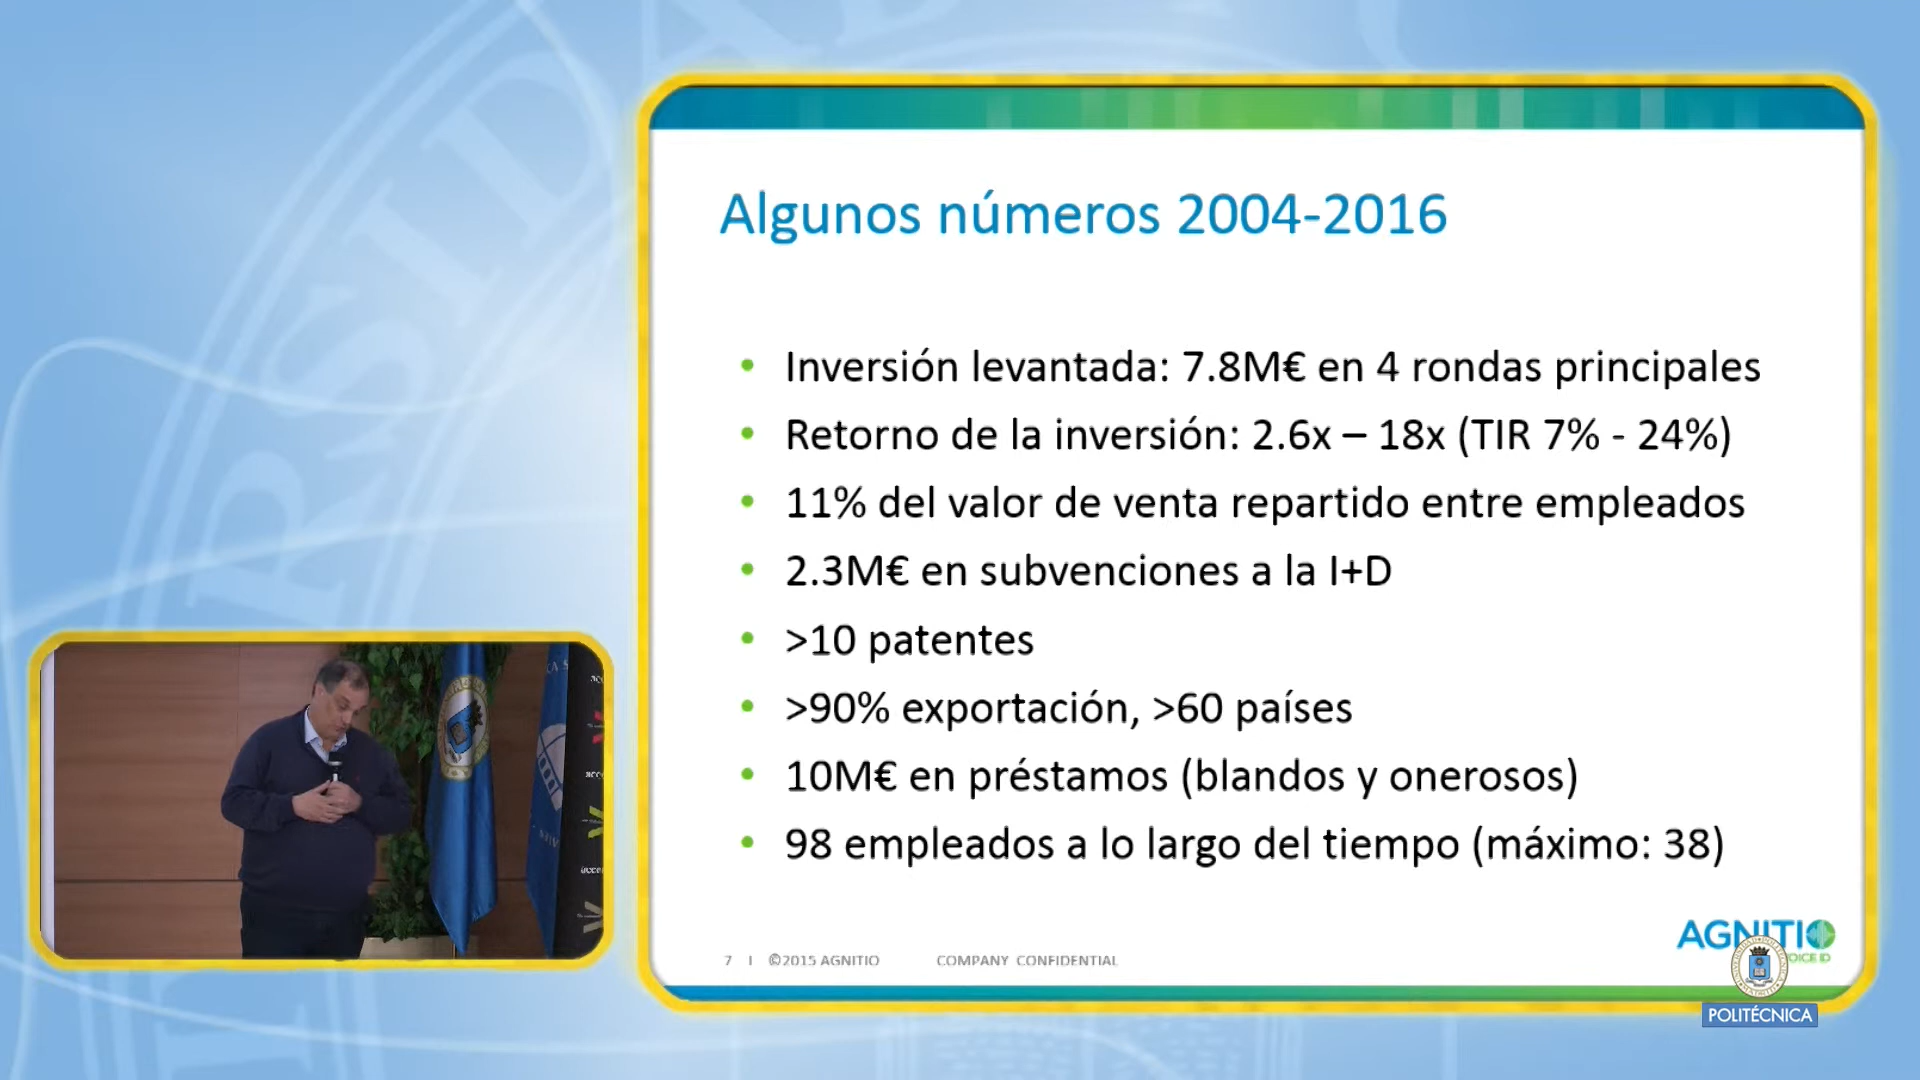 Algunos números 2004-2016
• Inversión levantada: 7.8M€ en 4 rondas principales
• Retorno de la inversión: 2.6x – 18x (TIR 7% - 24%)
• 11% del valor de venta repartido entre empleados
• 2.3M€ en subvenciones a la I+D
• >10 patentes
• >90% exportación, >60 países
• 10M€ en préstamos (blandos y onerosos)
• 98 empleados a lo largo del tiempo (máximo: 38)
7 | ©2015 AGNITIO COMPANY CONFIDENTIAL
AGNITIO
POLITÉCNICA